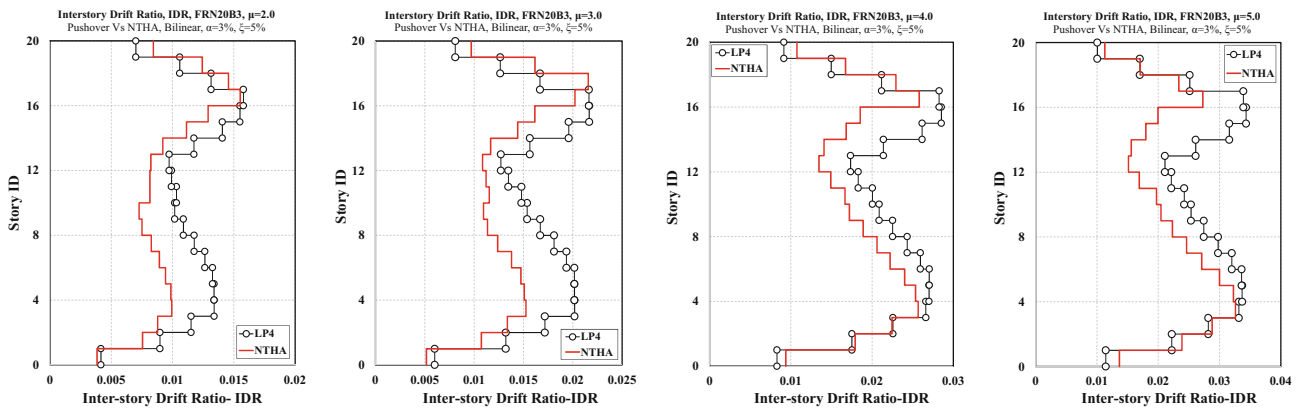 Interstory Drift Ratio, IDR, FRN20B3, μ=2.0
Pushover Vs NTHA, Bilinear, α=3%, ξ=5%
20
16
12
8
4
0
Story ID
LP4
NTHA
0
0.005
0.01
0.015
0.02
Inter-story Drift Ratio- IDR
Interstory Drift Ratio, IDR, FRN20B3, μ=3.0
Pushover Vs NTHA, Bilinear, α=3%, ξ=5%
20
16
12
8
4
0
Story ID
LP4
NTHA
0
0.005
0.01
0.015
0.02
0.025
Inter-story Drift Ratio-IDR
Interstory Drift Ratio, IDR, FRN20B3, μ=4.0
Pushover Vs NTHA, Bilinear, α=3%, ξ=5%
20
16
12
8
4
0
Story ID
LP4
NTHA
0
0.01
0.02
0.03
Inter-story Drift Ratio-IDR
Interstory Drift Ratio, IDR, FRN20B3, μ=5.0
Pushover Vs NTHA, Bilinear, α=3%, ξ=5%
20
16
12
8
4
0
Story ID
LP4
NTHA
0
0.01
0.02
0.03
0.04
Inter-story Drift Ratio-IDR